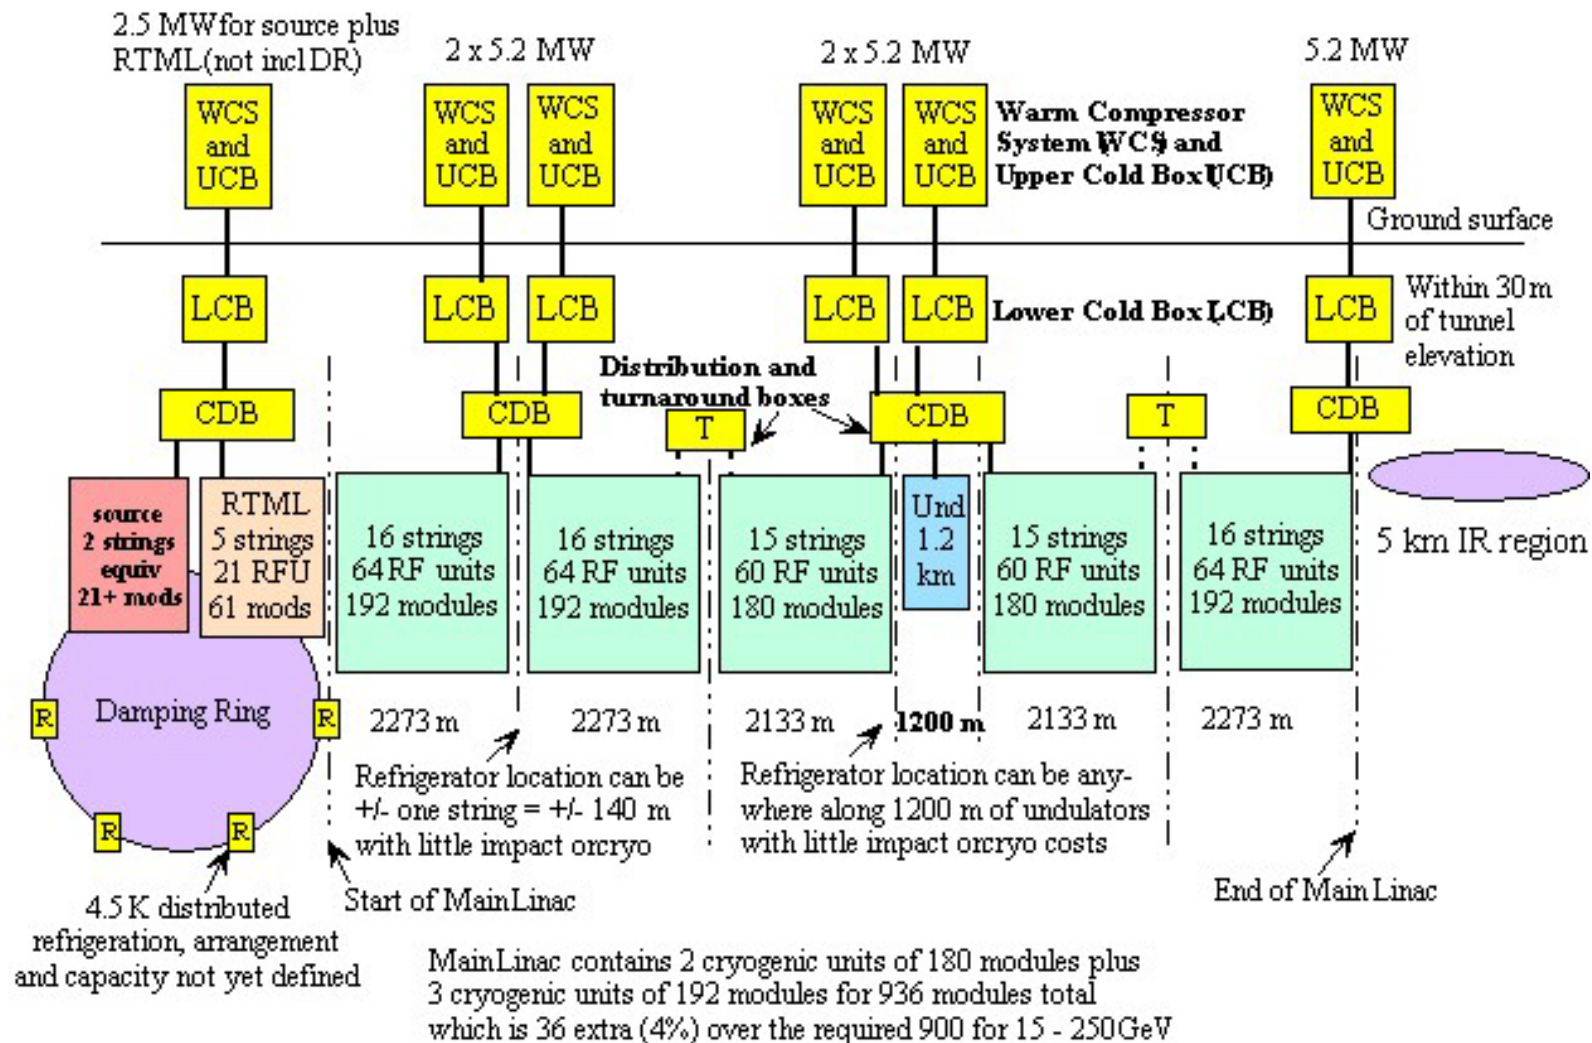 2.5 MW for source plus
RTML (not incl DR)
2 x 5.2 MW
2 x 5.2 MW
5.2 MW
WCS
and
UCB
WCS
and
UCB
WCS
and
UCB
WCS
and
UCB
WCS
and
UCB
Warm Compressor
System (WCS) and
Upper Cold Box (UCB)
WCS
and
UCB
Ground surface
LCB
LCB
LCB
LCB
LCB
Lower Cold Box (LCB)
LCB
Within 30 m
of tunnel
elevation
Distribution and
turnaround boxes
CDB
CDB
T
CDB
T
CDB
source
2 strings
equiv
21+ mods
RTML
5 strings
21 RFU
61 mods
16 strings
64 RF units
192 modules
16 strings
64 RF units
192 modules
15 strings
60 RF units
180 modules
Und
1.2
km
15 strings
60 RF units
180 modules
16 strings
64 RF units
192 modules
5 km IR region
R
Damping Ring
R
R
R
2273 m
2273 m
2133 m
1200 m
2133 m
2273 m
Refrigerator location can be
+/- one string = +/- 140 m
with little impact orcryo
Refrigerator location can be any-
where along 1200 m of undulators
with little impact orcryo costs
4.5 K distributed
refrigeration, arrangement
and capacity not yet defined
Start of Main Linac
End of Main Linac
Main Linac contains 2 cryogenic units of 180 modules plus
3 cryogenic units of 192 modules for 936 modules total
which is 36 extra (4%) over the required 900 for 15 - 250 GeV